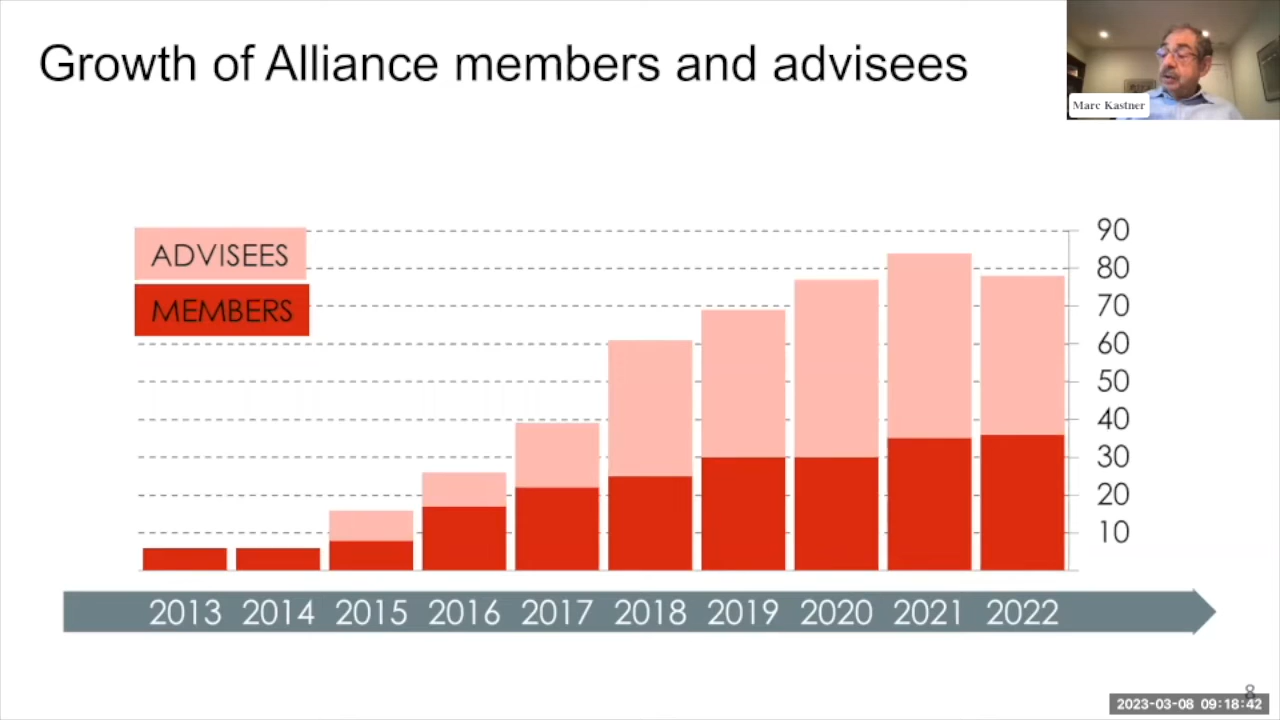 Growth of Alliance members and advisees
Marc Kastner
ADVISEES
MEMBERS
90
80
70
60
50
40
30
20
10
2013 2014 2015 2016 2017 2018 2019 2020 2021 2022
8
2023-03-08 09:18:42